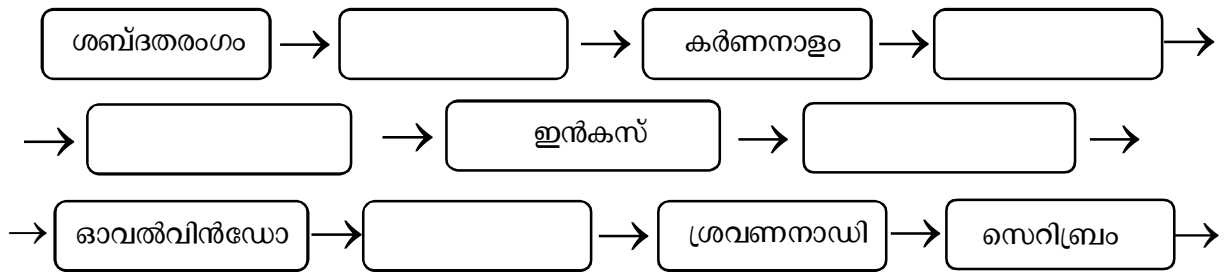 ശബ്ദതരംഗം കർണനാളം
ഇൻകസ്
ഓവൽവിൻഡോ ശ്രവണനാഡി സെറിബ്രം